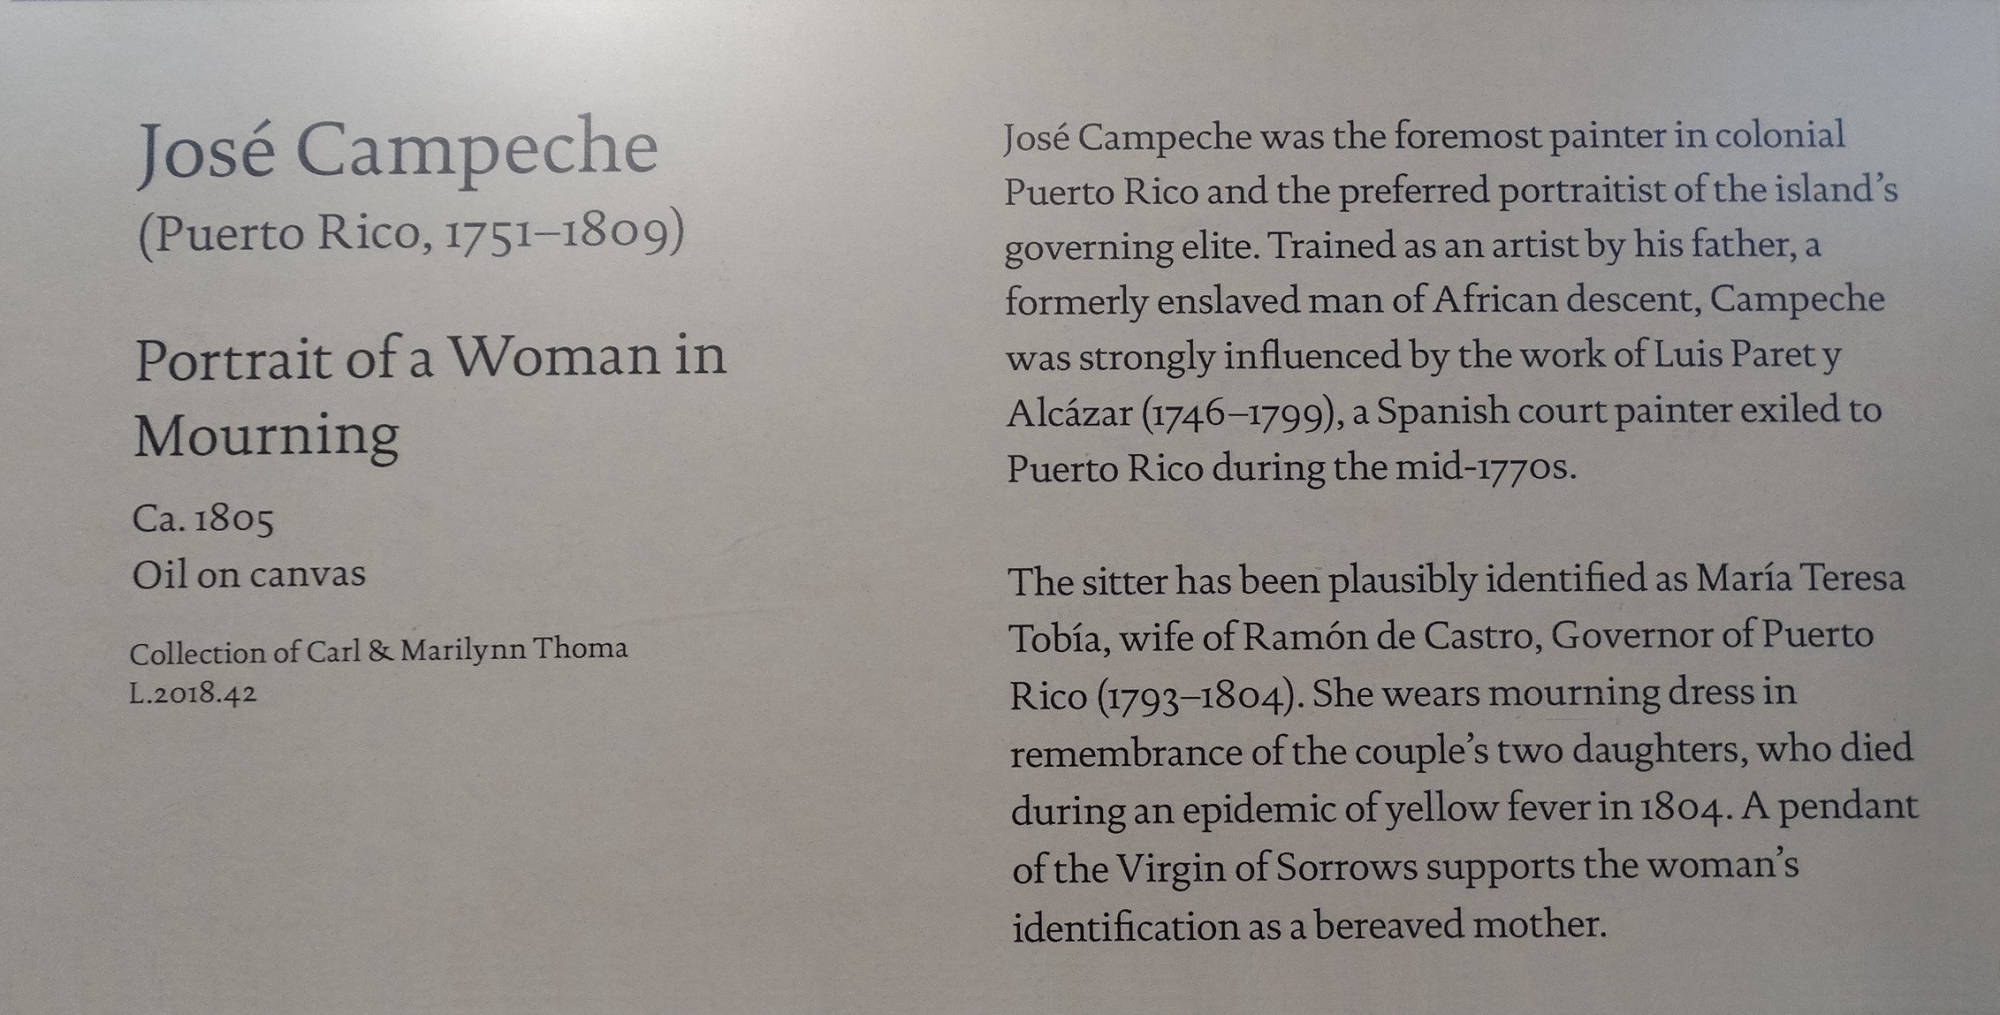 José Campeche
(Puerto Rico, 1751–1809)
Portrait of a Woman in
Mourning
Ca. 1805
Oil on canvas
Collection of Carl & Marilynn Thoma
L.2018.42
José Campeche was the foremost painter in colonial
Puerto Rico and the preferred portraitist of the island’s
governing elite. Trained as an artist by his father, a
formerly enslaved man of African descent, Campeche
was strongly influenced by the work of Luis Paret y
Alcázar (1746–1799), a Spanish court painter exiled to
Puerto Rico during the mid-1770s.
The sitter has been plausibly identified as María Teresa
Tobía, wife of Ramón de Castro, Governor of Puerto
Rico (1793–1804). She wears mourning dress in
remembrance of the couple’s two daughters, who died
during an epidemic of yellow fever in 1804. A pendant
of the Virgin of Sorrows supports the woman’s
identification as a bereaved mother.